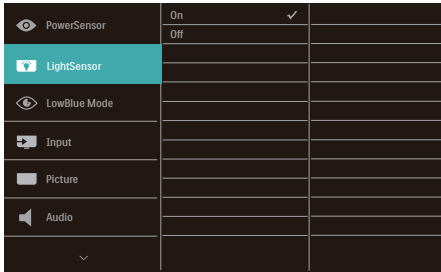 PowerSensor
On
Off
LightSensor
LowBlue Mode
Input
Picture
Audio